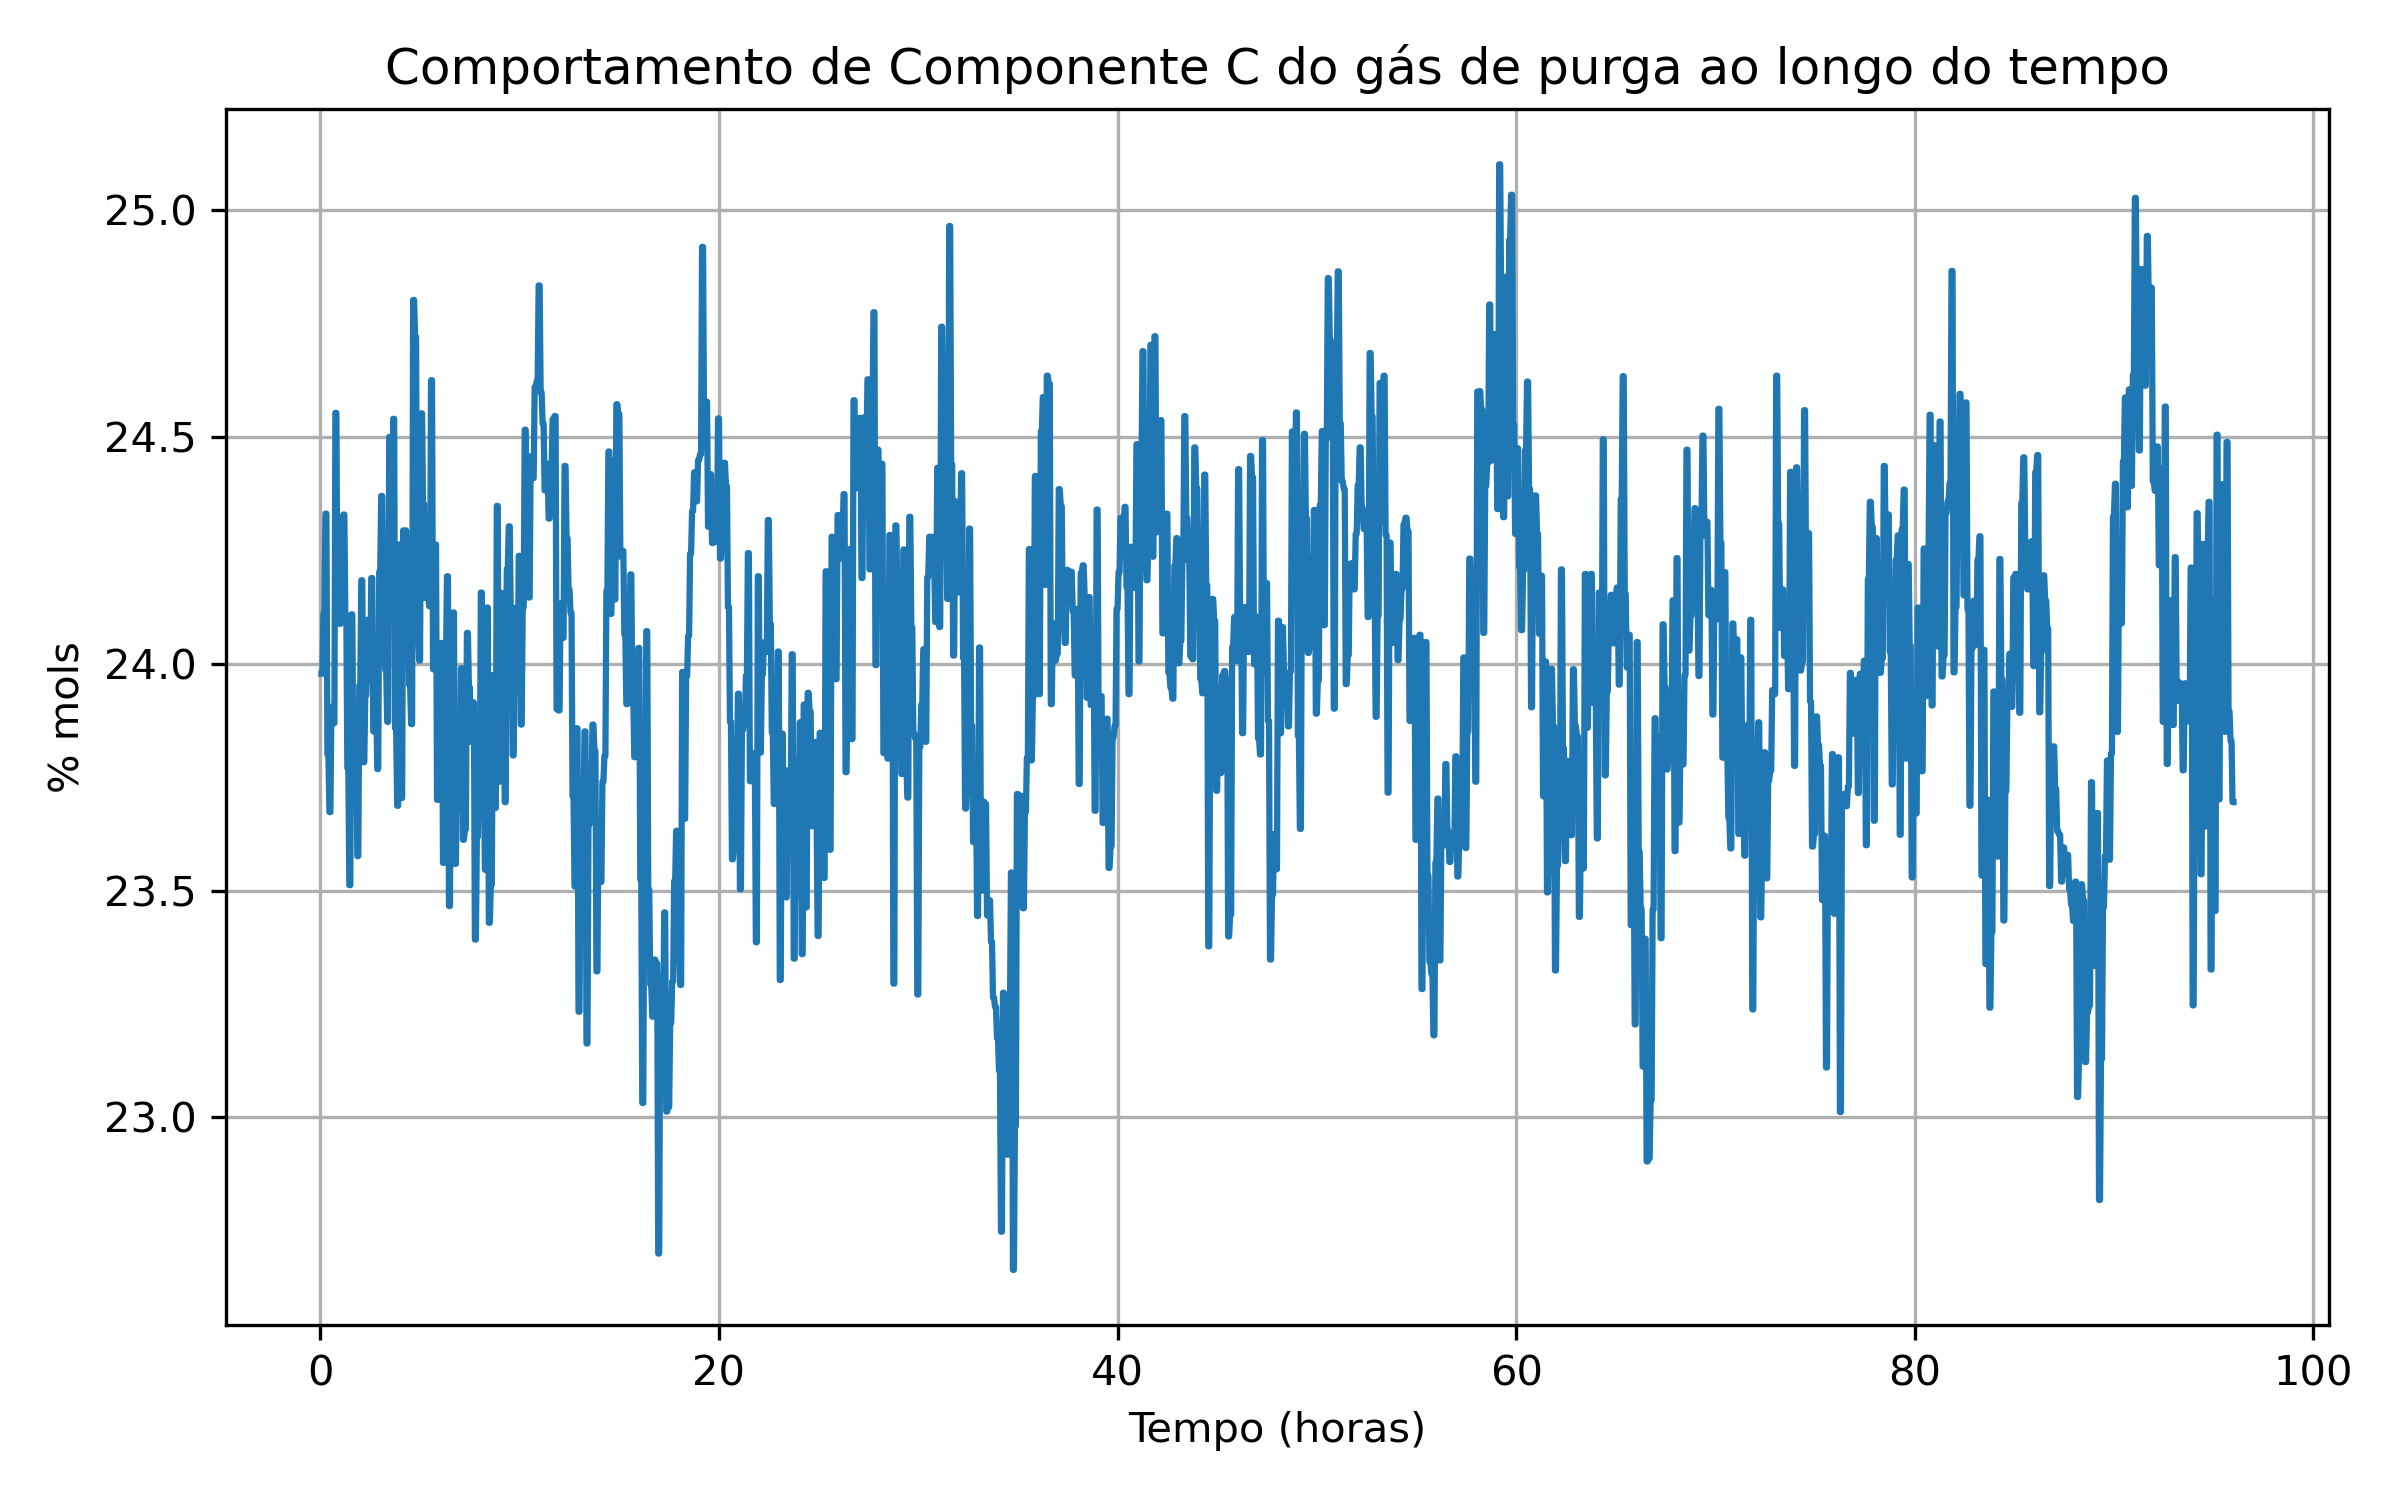 Comportamento de Componente C do gás de purga ao longo do tempo
25.0
24.5
24.0
23.5
23.0
% mols
0 20 40 60 80 100
Tempo (horas)